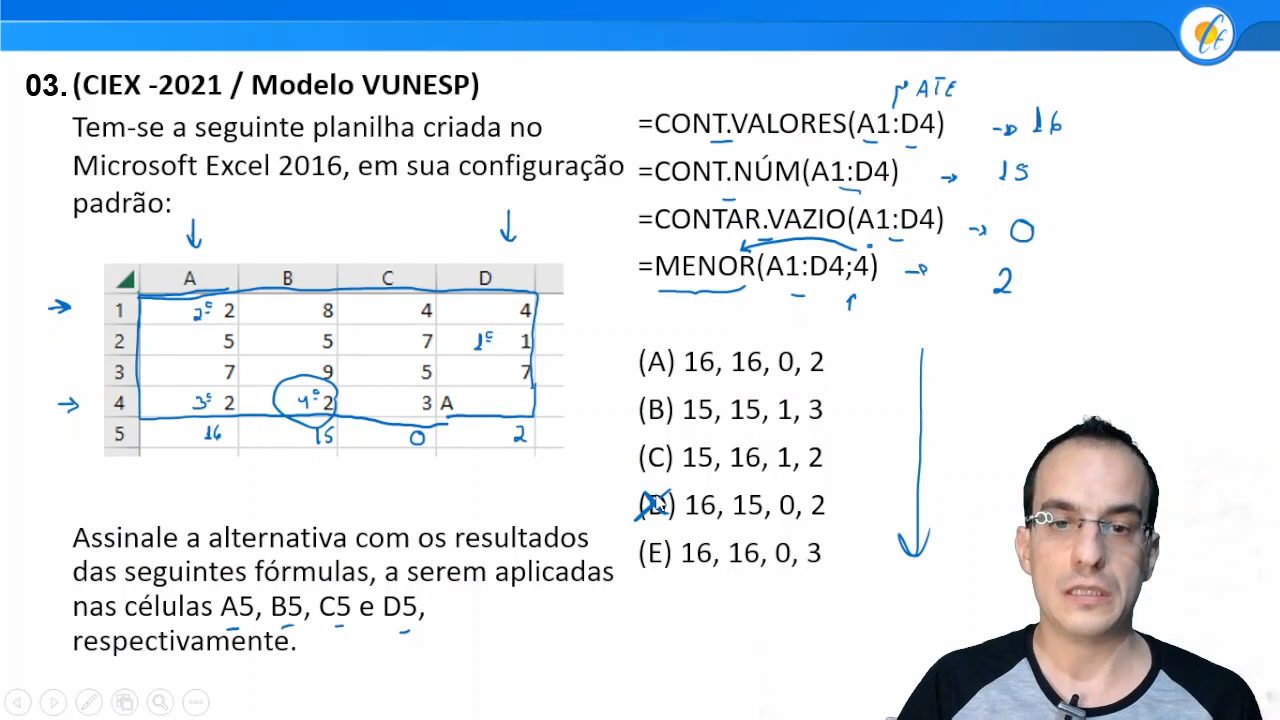 03. (CIEX -2021 / Modelo VUNESP)
Tem-se a seguinte planilha criada no
Microsoft Excel 2016, em sua configuração
padrão:
A B C D
1 2º 2 8 4 4
2 5 5 7 1º 1
3 7 9 5 7
4 3º 2 4º 2 3 A
5 16 15 0 2
Assinale a alternativa com os resultados
das seguintes fórmulas, a serem aplicadas
nas células A5, B5, C5 e D5,
respectivamente.
ATE
=CONT.VALORES(A1:D4) 16
=CONT.NÚM(A1:D4) 15
=CONTAR.VAZIO(A1:D4) 0
=MENOR(A1:D4;4) 2
(A) 16, 16, 0, 2
(B) 15, 15, 1, 3
(C) 15, 16, 1, 2
(D) 16, 15, 0, 2
(E) 16, 16, 0, 3